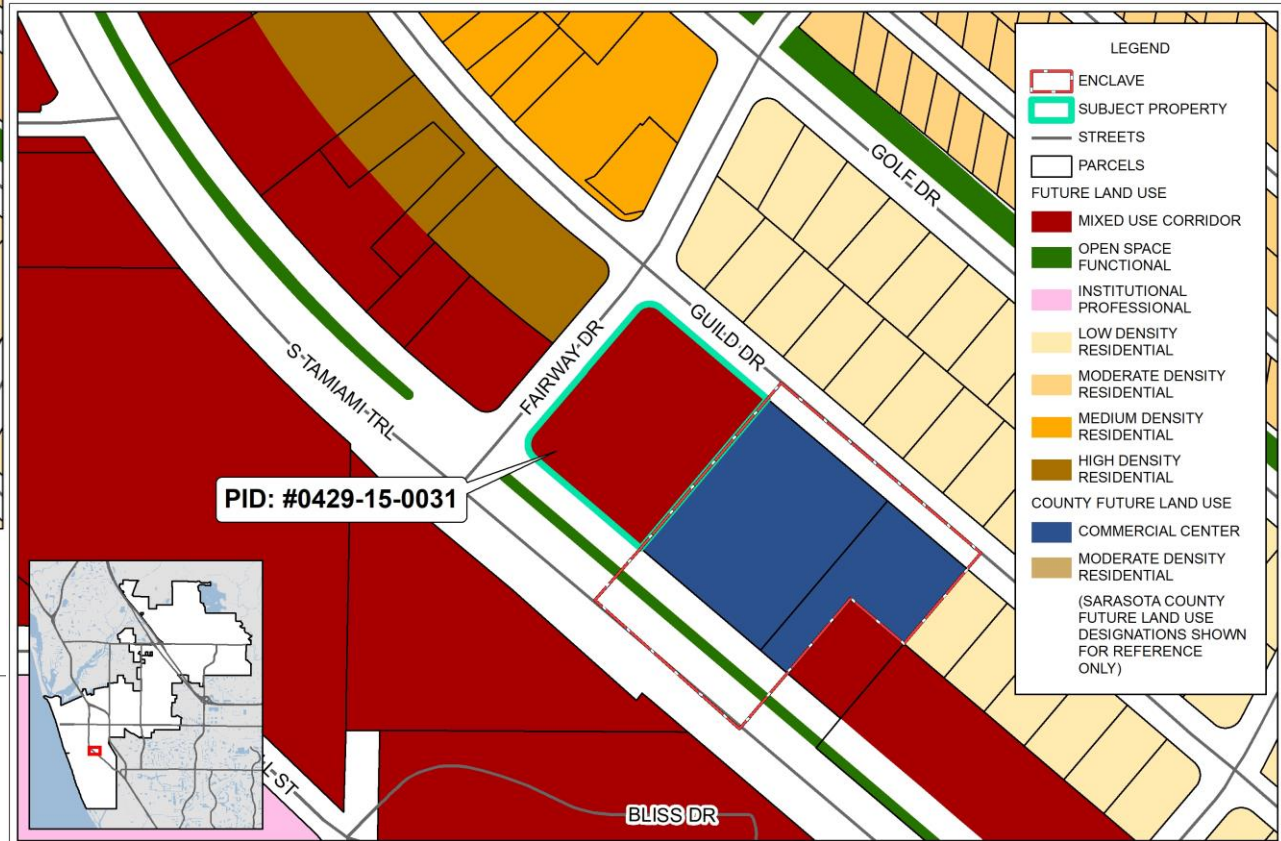 GOLF DR
GUILD DR
FAIRWAY DR
S TAMIAMI TRL
PID: #0429-15-0031
BLISS DR
ST
LEGEND
ENCLAVE
SUBJECT PROPERTY
STREETS
PARCELS
FUTURE LAND USE
MIXED USE CORRIDOR
OPEN SPACE
FUNCTIONAL
INSTITUTIONAL
PROFESSIONAL
LOW DENSITY
RESIDENTIAL
MODERATE DENSITY
RESIDENTIAL
MEDIUM DENSITY
RESIDENTIAL
HIGH DENSITY
RESIDENTIAL
COUNTY FUTURE LAND USE
COMMERCIAL CENTER
MODERATE DENSITY
RESIDENTIAL
(SARASOTA COUNTY
FUTURE LAND USE
DESIGNATIONS SHOWN
FOR REFERENCE
ONLY)